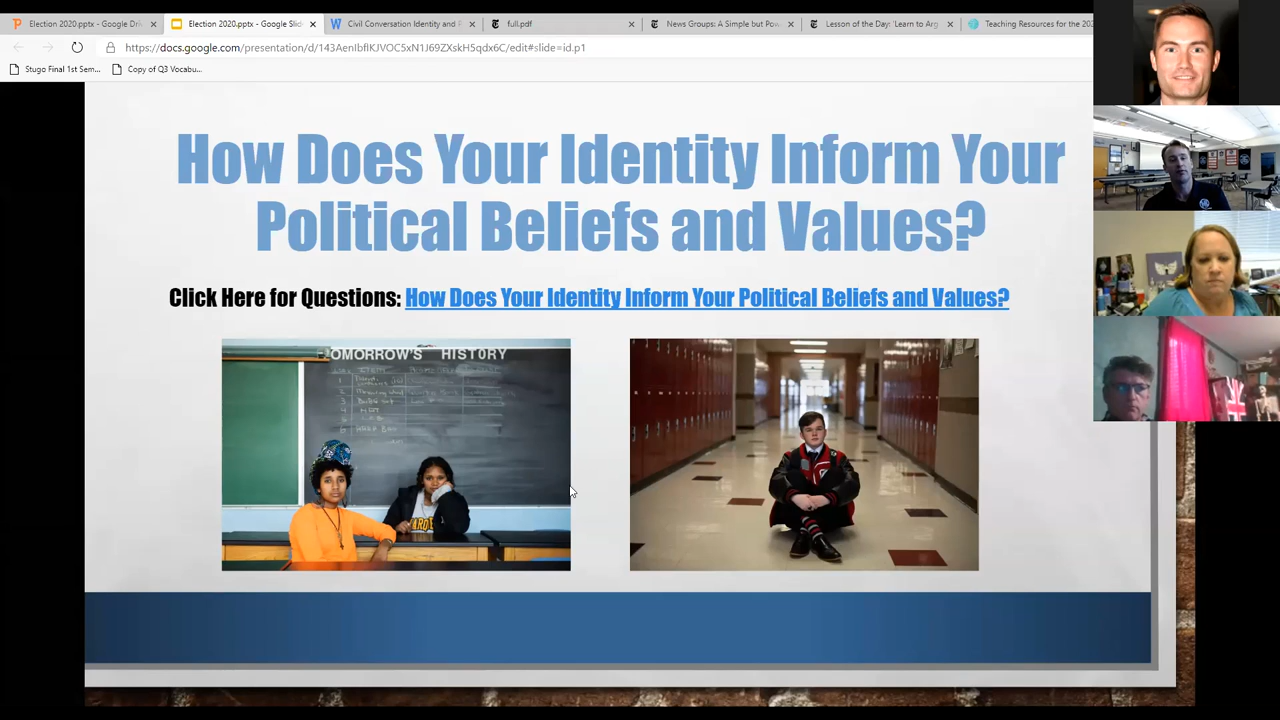 Election 2020.pptx - Google Dri
Election 2020.pptx - Google Slid
Civil Conversation Identity and P
full.pdf
News Groups: A Simple but Pow
Lesson of the Day: 'Learn to Arg
Teaching Resources for the 202
https://docs.google.com/presentation/d/143AenIbflKJVOC5xN1J69ZXskH5qdx6C/edit#slide=id.p1
Stugo Final 1st Sem...
Copy of Q3 Vocabu...
How Does Your Identity Inform Your
Political Beliefs and Values?
Click Here for Questions: How Does Your Identity Inform Your Political Beliefs and Values?
OMORROW'S HISTORY